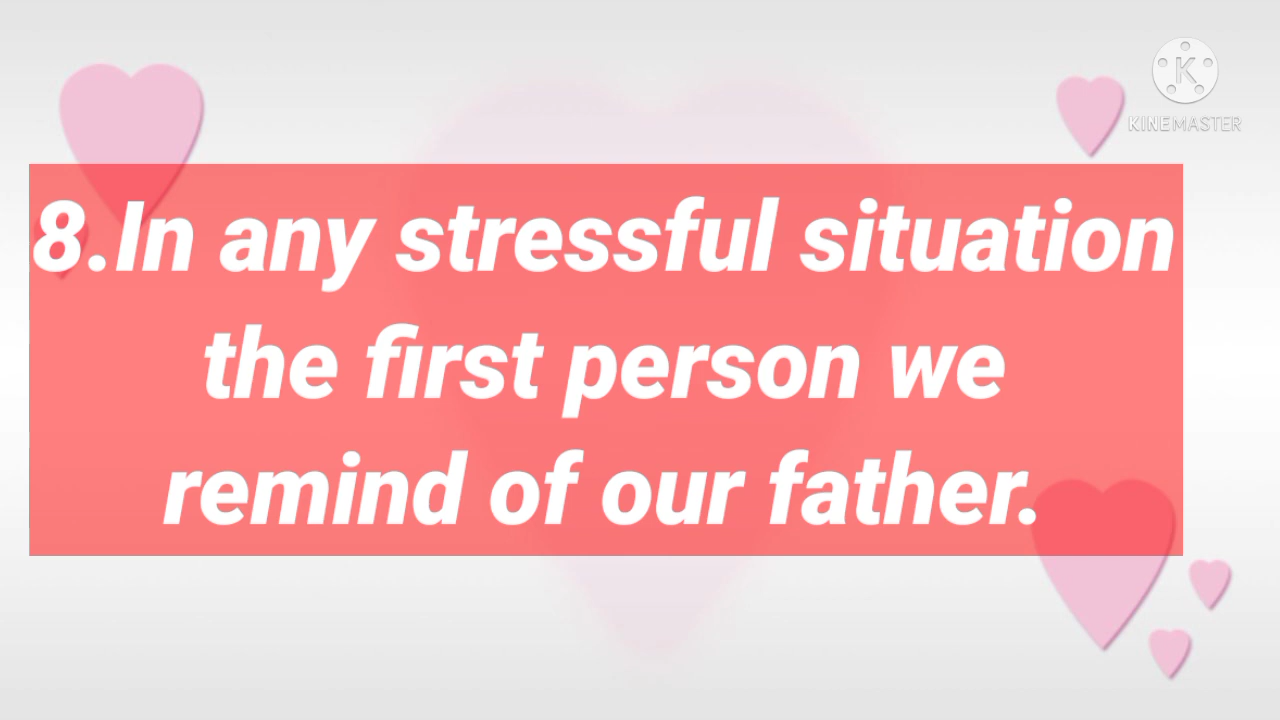 KINEMASTER
8.In any stressful situation
the first person we
remind of our father.